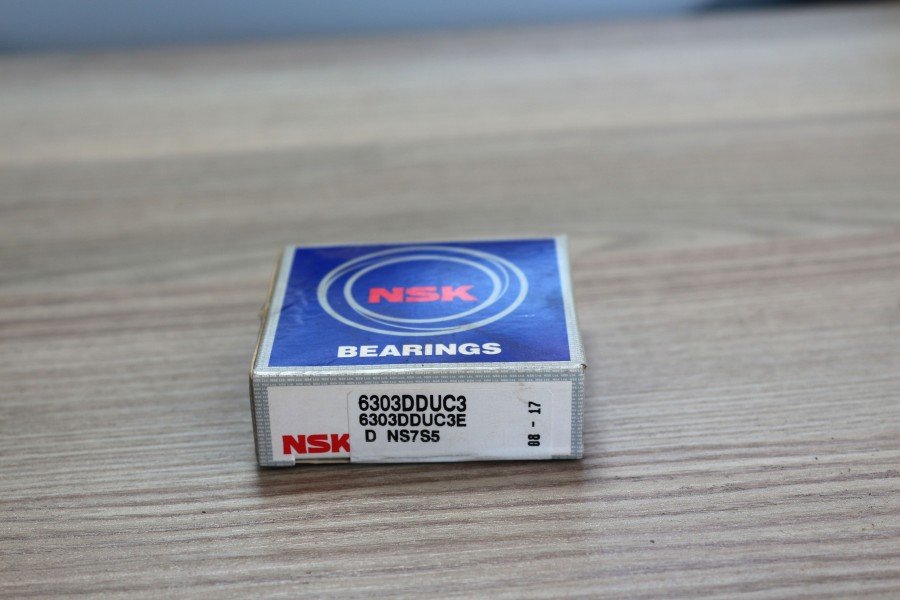 NSK
BEARINGS
NSK
6303DDUC3
6303DDUC3E
D NS7S5
08 - 17